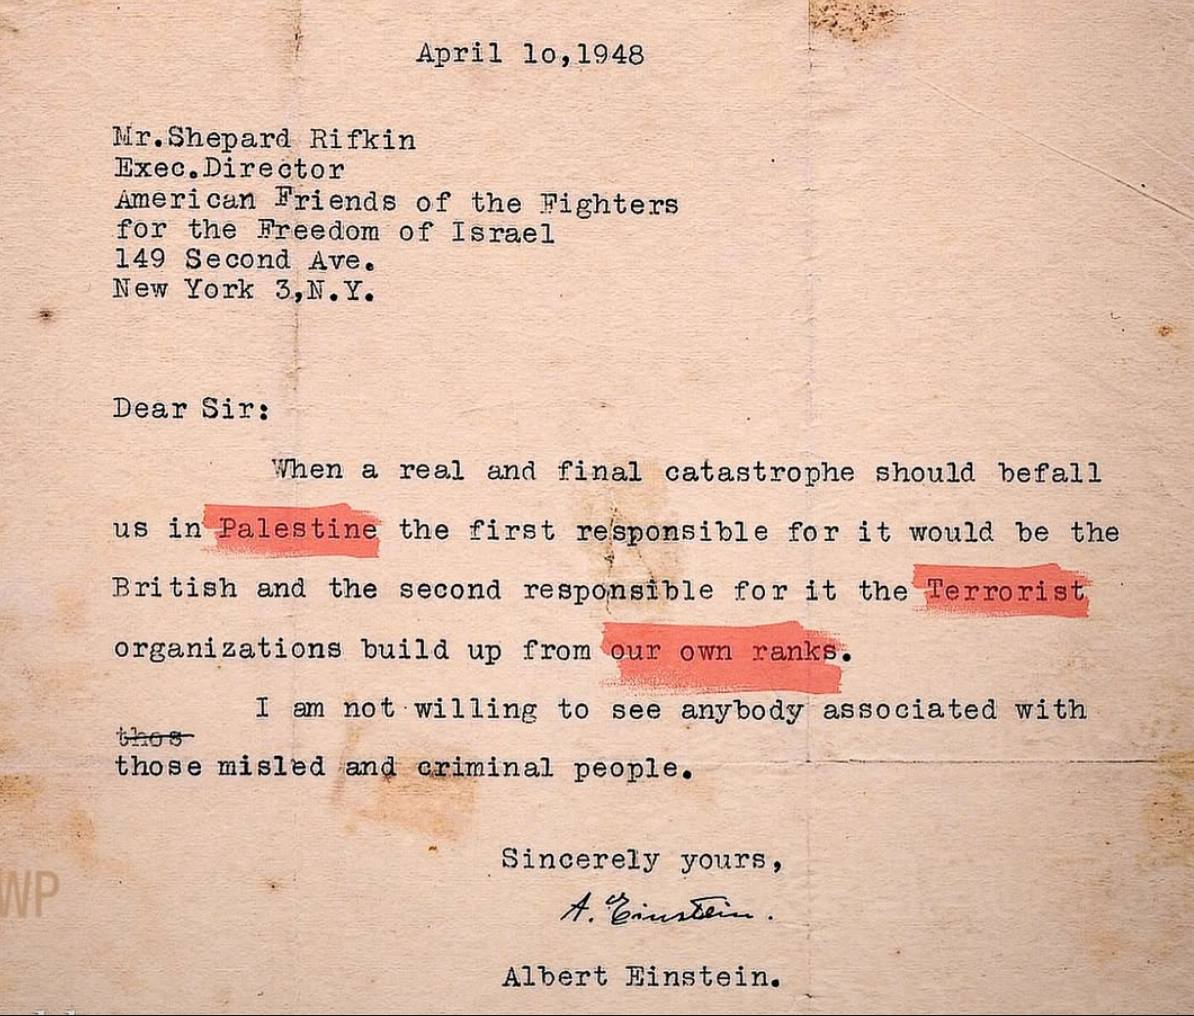 April lo,1948
Mr.Shepard Rifkin
Exec.Director
American Friends of the Fighters
for the Freedom of Israel
149 Second Ave.
New York 3,N.Y.
Dear Sir:
When a real and final catastrophe should befall
us in Palestine the first responsible for it would be the
British and the second responsible for it the Terrorist
organizations build up from our own ranks.
I am not willing to see anybody associated with
thos
those misled and criminal people.
Sincerely yours,
A. Einstein.
Albert Einstein.
WP